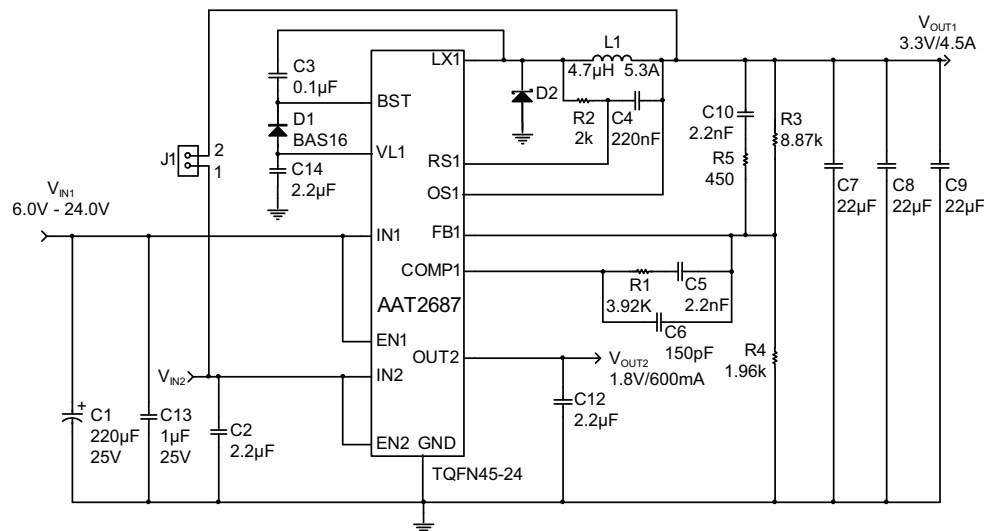 V_OUT1
3.3V/4.5A
L1
4.7µH 5.3A
LX1
C3
0.1µF
D2
BST
R2
2k
C4
220nF
C10
2.2nF
R3
8.87k
D1
BAS16
J1
2
1
VL1
RS1
R5
450
C14
2.2µF
OS1
C7
22µF
C8
22µF
C9
22µF
V_IN1
6.0V - 24.0V
IN1
FB1
COMP1
R1
3.92K
C5
2.2nF
AAT2687
C6
150pF
EN1
OUT2
V_OUT2
1.8V/600mA
R4
1.96k
V_IN2
IN2
C12
2.2µF
C1
220µF
25V
+
C13
1µF
25V
C2
2.2µF
EN2 GND
TQFN45-24